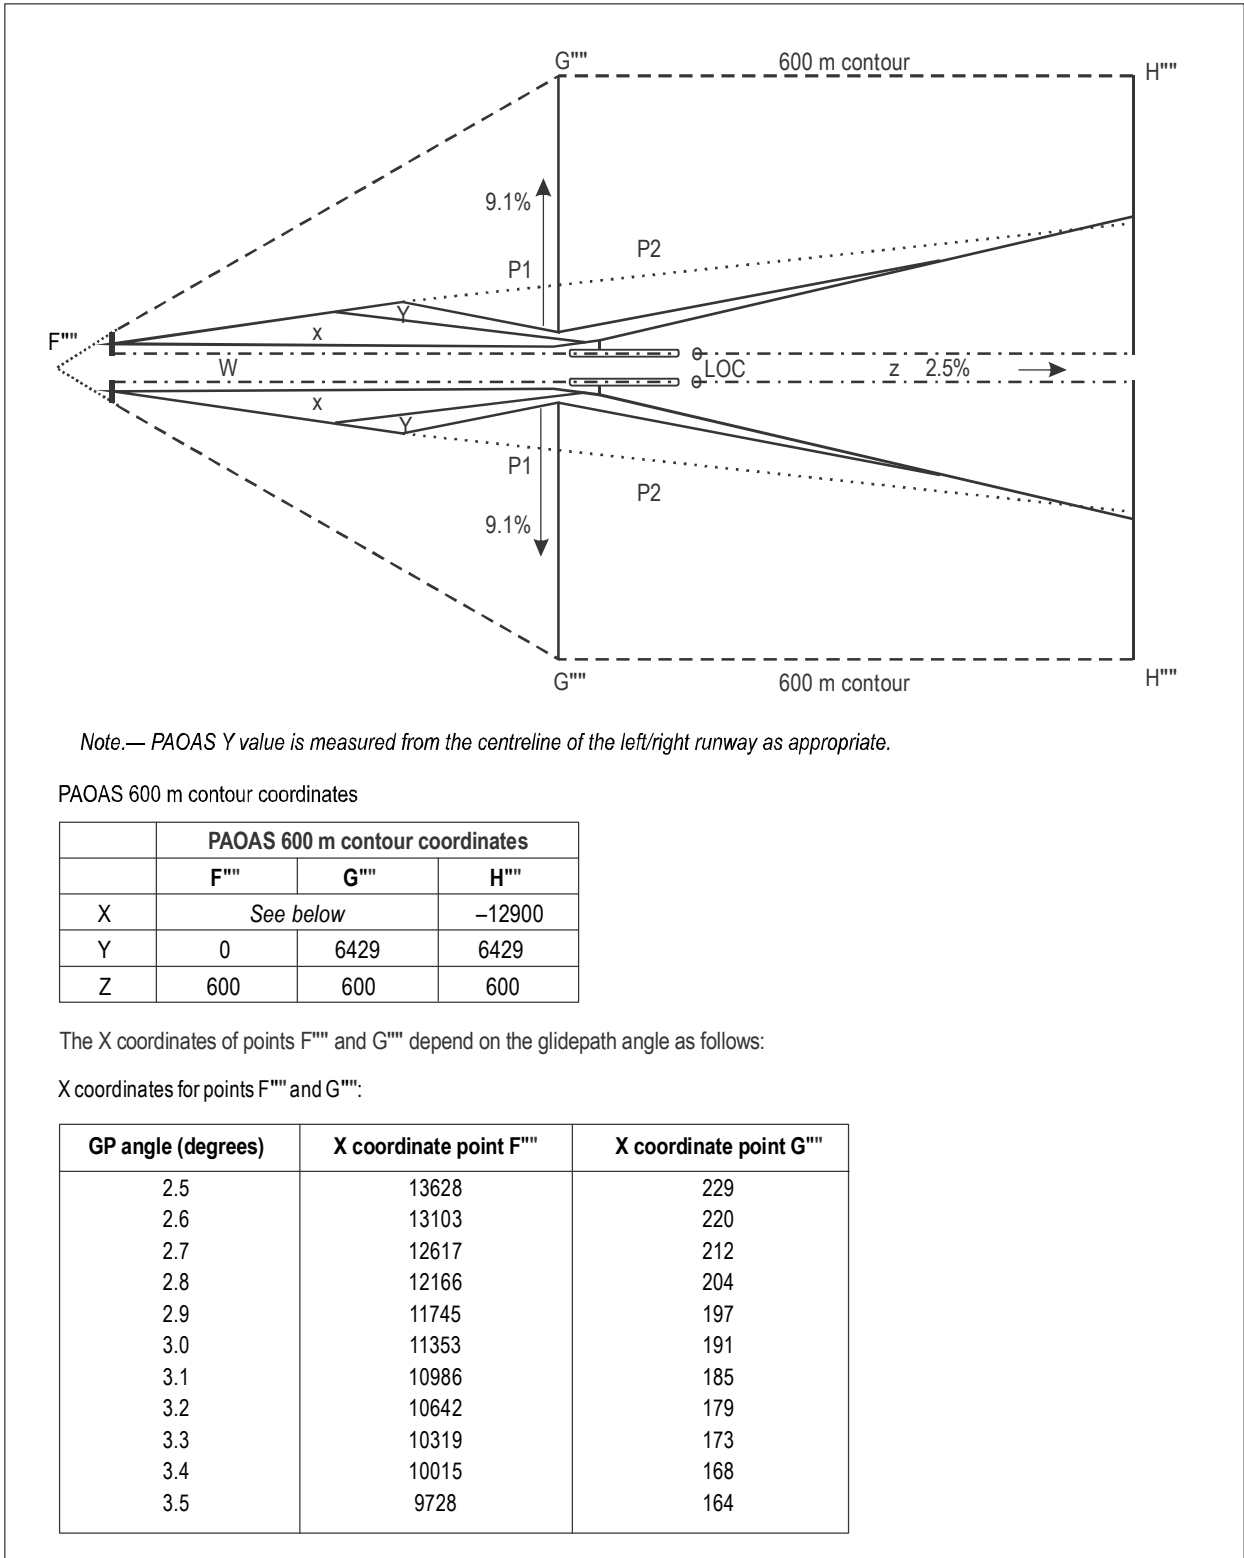 G""
600 m contour
H""
9.1%
P2
P1
Y
F""
x
W
LOC
z 2.5%
x
Y
P1
P2
9.1%
G""
600 m contour
H""
Note.— PAOAS Y value is measured from the centreline of the left/right runway as appropriate.
PAOAS 600 m contour coordinates
PAOAS 600 m contour coordinates
F"" G"" H""
X See below –12900
Y 0 6429 6429
Z 600 600 600
The X coordinates of points F"" and G"" depend on the glidepath angle as follows:
X coordinates for points F"" and G"":
GP angle (degrees) X coordinate point F"" X coordinate point G""
2.5 13628 229
2.6 13103 220
2.7 12617 212
2.8 12166 204
2.9 11745 197
3.0 11353 191
3.1 10986 185
3.2 10642 179
3.3 10319 173
3.4 10015 168
3.5 9728 164